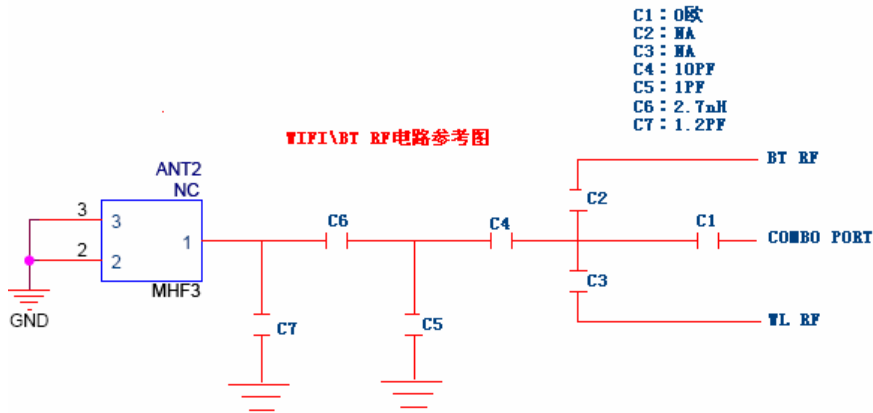 C1：0欧
C2：NA
C3：NA
C4：10PF
C5：1PF
C6：2.7nH
C7：1.2PF
WIFI\BT RF电路参考图
BT RF
ANT2
NC
C2
3
3
C6
C4
C1
1
COMBO PORT
2
2
C3
MHF3
GND
C7
C5
WL RF